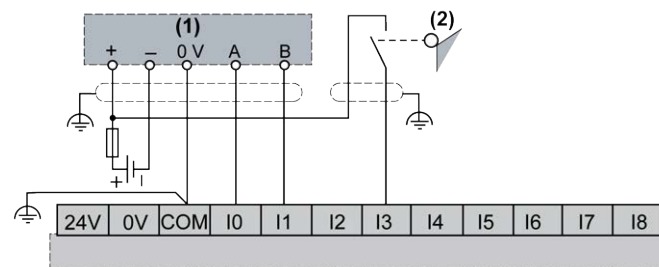 (1)
(2)
+ – 0 V A B
+ –
24V 0V COM I0 I1 I2 I3 I4 I5 I6 I7 I8